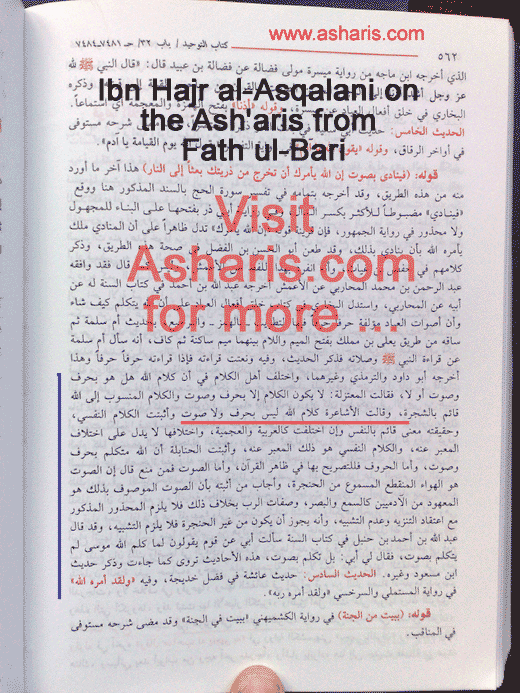 www.asharis.com
٥٦٢
كتاب التوحيد / باب ٣٢/ حـ ٧٤٨١-٧٤٨٤
الذي أخرجه ابن ماجه من رواية ميسرة مولى فضالة عن فضالة بن عبيد قال: «قال النبي ﷺ
Ibn Hajr al-Asqalani on
the Ash'aris from
Fath ul-Bari
عز وجل
البخاري في خلق أفعال العباد
الحديث الخامس:
في أواخر الرقاق، وقوله
يوم القيامة يا آدم».
قوله: (فينادي بصوت إن الله يأمرك أن تخرج من ذريتك بعثاً إلى النار) هذا آخر ما أورد
منه من هذه الطريق، وقد أخرجه بتمامه في تفسير سورة الحج بالسند المذكور هنا ووقع
«فينادي» مضبوطاً للأكثر بكسر
بفتحها على البناء للمجهول
Visit
Asharis.com
for more ...
ولا محذور في رواية الجمهور، فإن
تدل ظاهراً على أن المنادي ملك
يأمره الله بأن ينادي بذلك، وقد طعن أبو الحسن بن الفضل في صحة هذه الطريق، وذكر
كلامهم في
قال فقد وافقه
عبد الرحمن بن محمد المحاربي عن الأعمش أخرجه عبد الله بن أحمد في كتاب السنة له عن
أبيه عن المحاربي، واستدل البخاري في كتاب خلق أفعال العباد على أن الله يتكلم كيف شاء
وأن أصوات العباد مؤلفة حرفاً
بحديث أم سلمة ثم
ساقه من طريق يعلى بن مملك بفتح الميم واللام بينهما ميم ساكنة ثم كاف، أنه سأل أم سلمة
عن قراءة النبي ﷺ وصلاته فذكر الحديث، وفيه ونعتت قراءته فإذا قراءته حرفاً حرفاً وهذا
أخرجه أبو داود والترمذي وغيرهما، واختلف أهل الكلام في أن كلام الله هل هو بحرف
وصوت أو لا، فقالت المعتزلة: لا يكون الكلام إلا بحرف وصوت والكلام المنسوب إلى الله
قائم بالشجرة، وقالت الأشاعرة كلام الله ليس بحرف ولا صوت وأثبتت الكلام النفسي،
وحقيقته معنى قائم بالنفس وإن اختلفت كالعربية والعجمية، واختلافها لا يدل على اختلاف
المعبر عنه، والكلام النفسي هو ذلك المعبر عنه، وأثبتت الحنابلة أن الله متكلم بحرف
وصوت، وأما الحروف فللتصريح بها في ظاهر القرآن، وأما الصوت فمن منع قال إن الصوت
هو الهواء المنقطع المسموع من الحنجرة، وأجاب من أثبته بأن الصوت الموصوف بذلك هو
المعهود من الآدميين كالسمع والبصر، وصفات الرب بخلاف ذلك فلا يلزم المحذور المذكور
مع اعتقاد التنزيه وعدم التشبيه، وأنه يجوز أن يكون من غير الحنجرة فلا يلزم التشبيه، وقد قال
عبد الله بن أحمد بن حنبل في كتاب السنة سألت أبي عن قوم يقولون لما كلم الله موسى لم
يتكلم بصوت، فقال لي أبي: بل تكلم بصوت، هذه الأحاديث تروى كما جاءت وذكر حديث
ابن مسعود وغيره. الحديث السادس: حديث عائشة في فضل خديجة، وفيه «ولقد أمره الله»
في رواية المستملي والسرخسي «ولقد أمره ربه».
قوله: (ببيت من الجنة) في رواية الكشميهني «ببيت في الجنة» وقد مضى شرحه مستوفى
في المناقب.